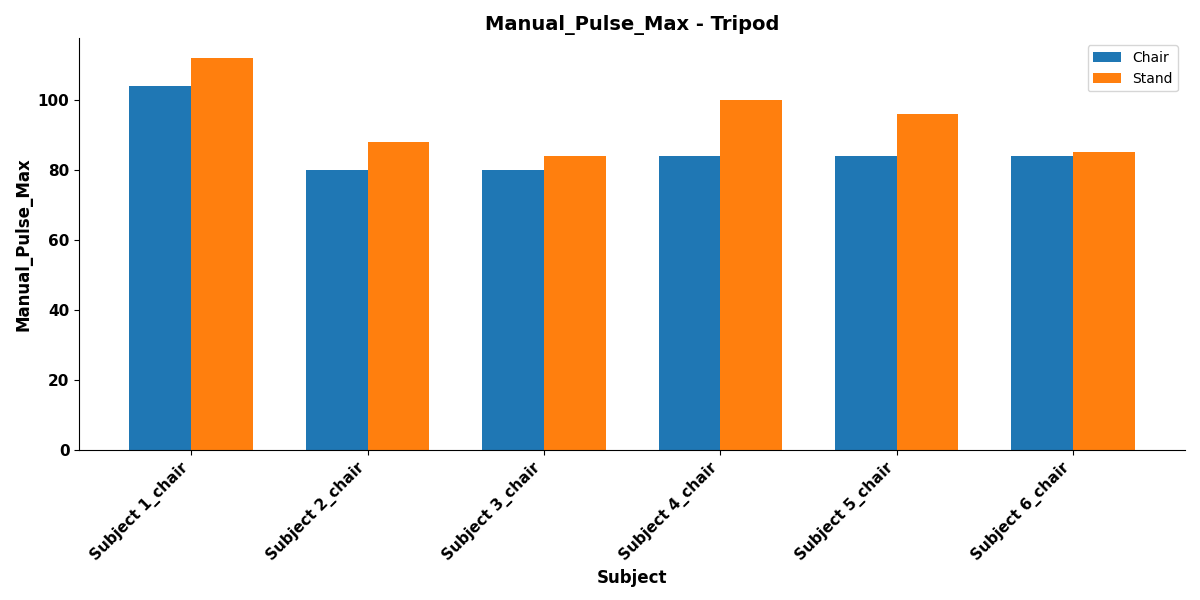 Manual_Pulse_Max - Tripod
Chair
Stand
Manual_Pulse_Max
100
80
60
40
20
0
Subject 1_chair
Subject 2_chair
Subject 3_chair
Subject 4_chair
Subject 5_chair
Subject 6_chair
Subject